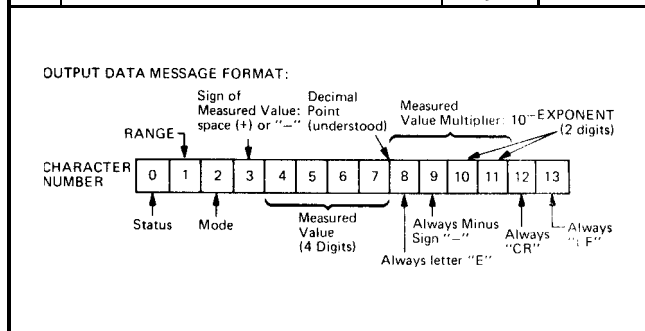 OUTPUT DATA MESSAGE FORMAT:
Sign of
Measured Value:
space (+) or "–"
Decimal
Point
(understood)
Measured
Value Multiplier: 10–EXPONENT
(2 digits)
RANGE
CHARACTER
NUMBER
0 1 2 3 4 5 6 7 8 9 10 11 12 13
Status
Mode
Measured
Value
(4 Digits)
Always letter "E"
Always Minus
Sign "–"
Always
"CR"
Always